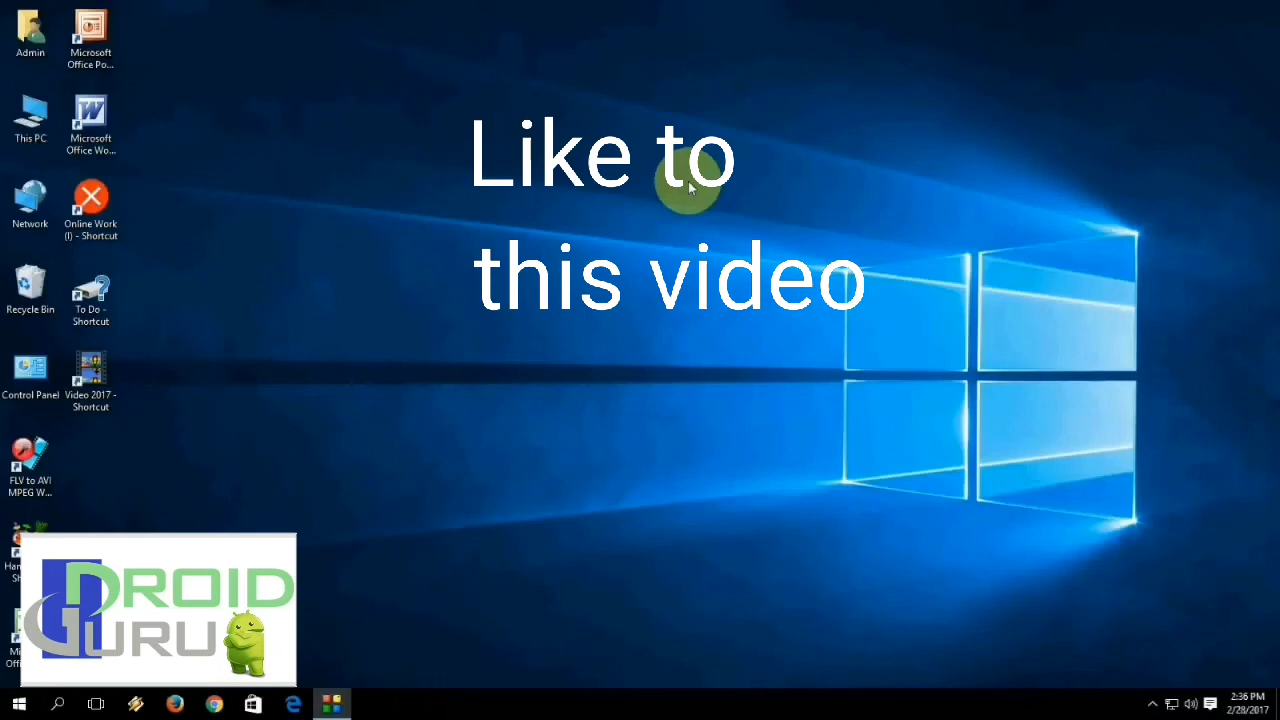 Admin
Microsoft
Office Po...
This PC
Microsoft
Office Wo...
Network
Online Work
(I) - Shortcut
Recycle Bin
To Do -
Shortcut
Control Panel
Video 2017 -
Shortcut
FLV to AVI
MPEG W...
Like to
this video
DROID
GURU
2:36 PM
2/28/2017